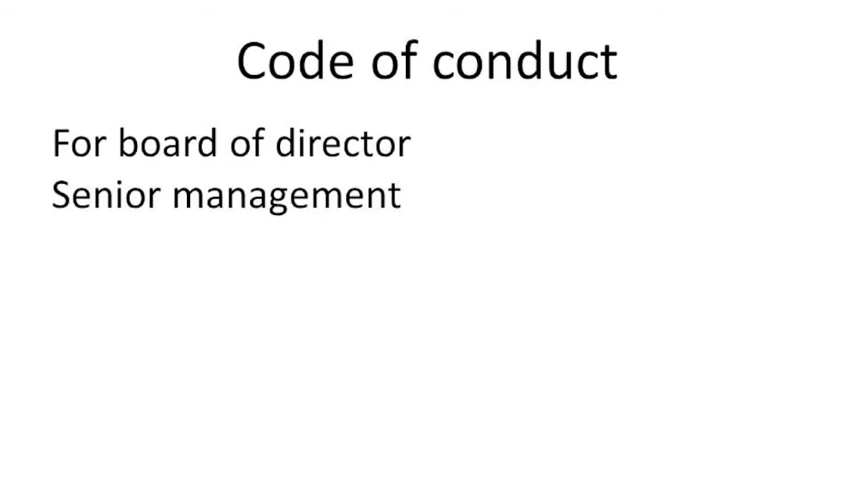 Code of conduct
For board of director
Senior management